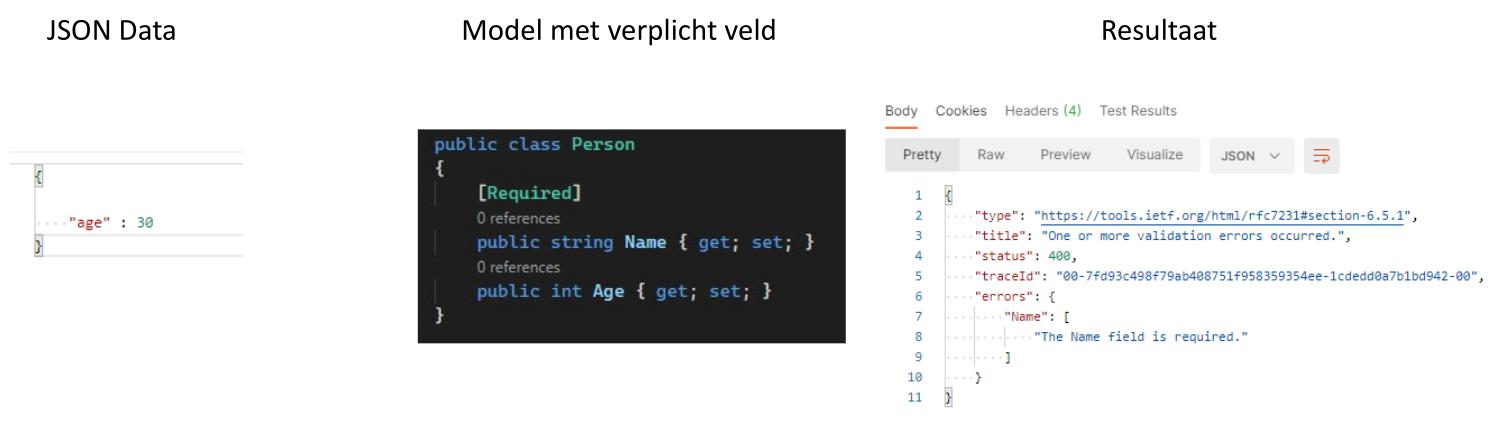 JSON Data
Model met verplicht veld
Resultaat
{
"age" : 30
}
public class Person
{
[Required]
0 references
public string Name { get; set; }
0 references
public int Age { get; set; }
}
Body Cookies Headers (4) Test Results
Pretty Raw Preview Visualize JSON
1 {
2 "type": "https://tools.ietf.org/html/rfc7231#section-6.5.1",
3 "title": "One or more validation errors occurred.",
4 "status": 400,
5 "traceId": "00-7fd93c498f79ab408751f958359354ee-1cdedd0a7b1bd942-00",
6 "errors": {
7 "Name": [
8 "The Name field is required."
9 ]
10 }
11 }